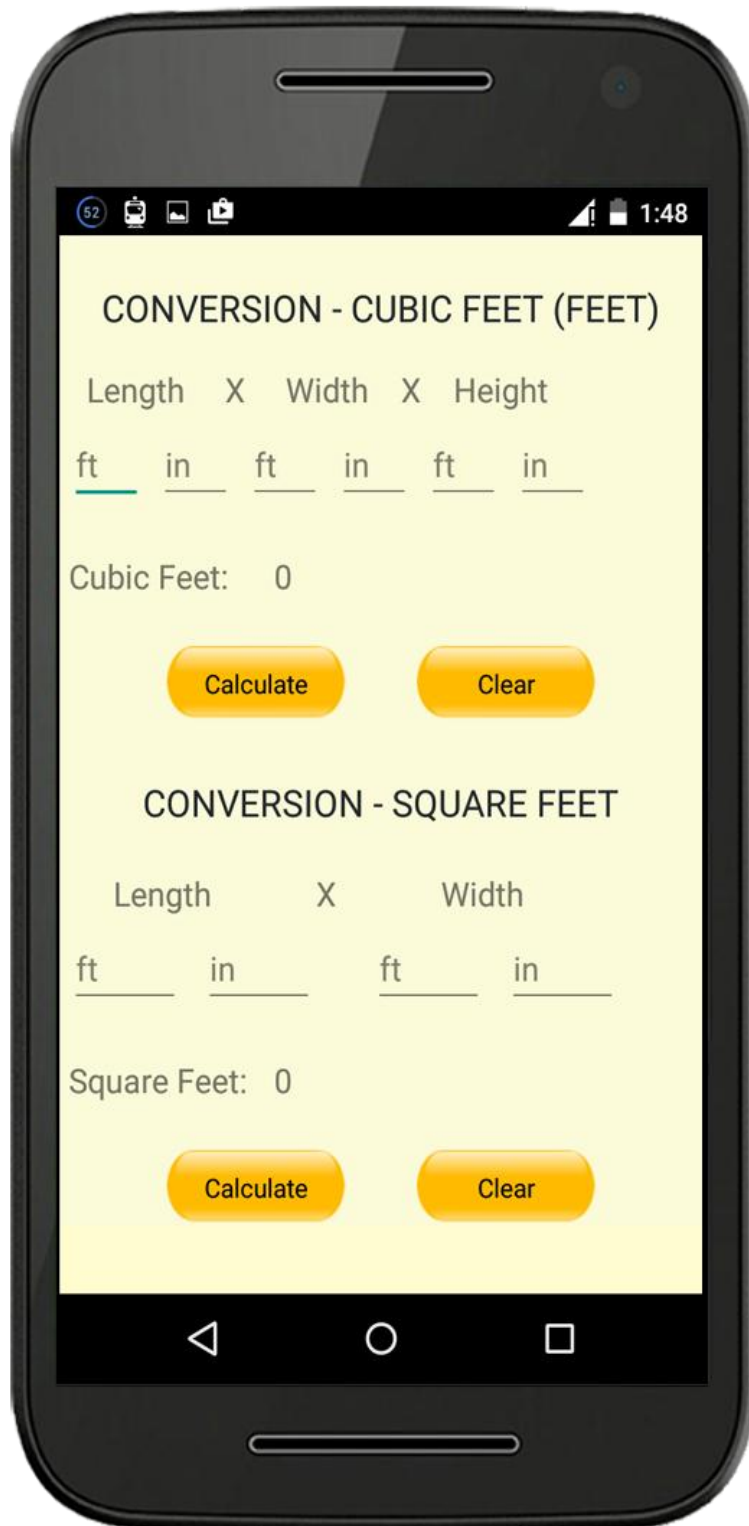 52 1:48
CONVERSION - CUBIC FEET (FEET)
Length X Width X Height
ft in ft in ft in
Cubic Feet: 0
Calculate Clear
CONVERSION - SQUARE FEET
Length X Width
ft in ft in
Square Feet: 0
Calculate Clear